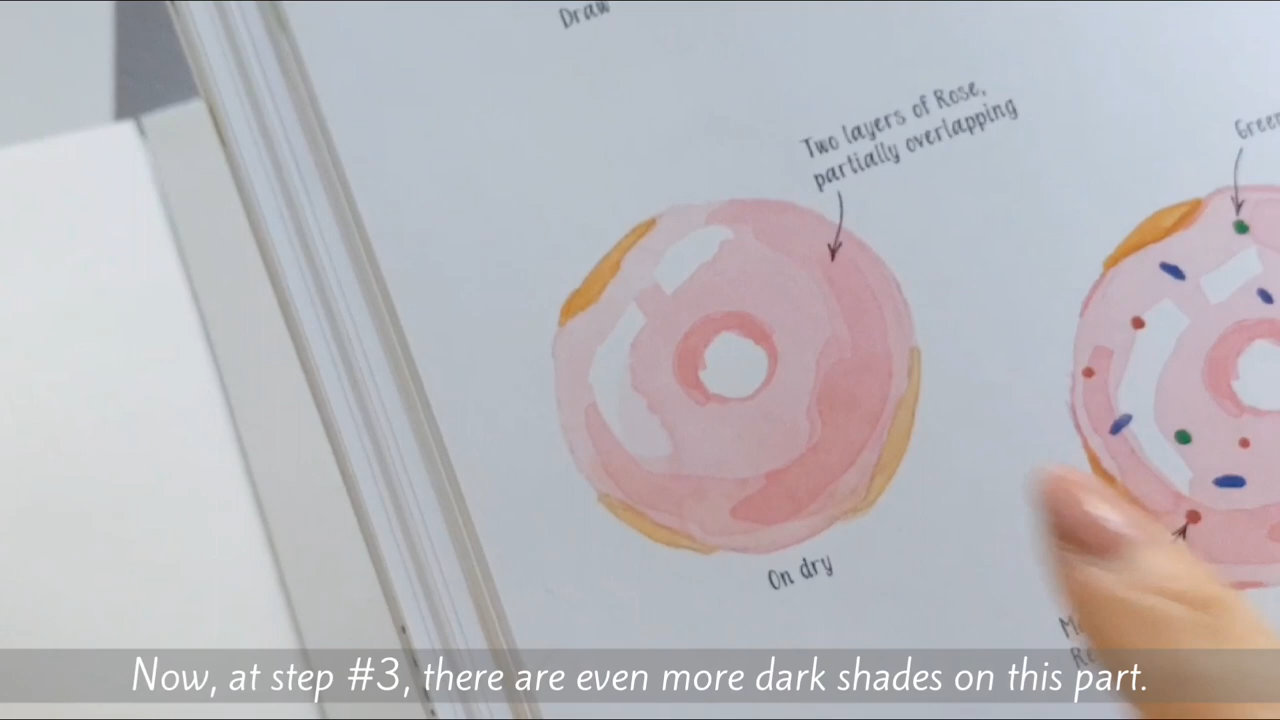 Draw
Two layers of Rose,
partially overlapping
Green
On dry
Now, at step #3, there are even more dark shades on this part.